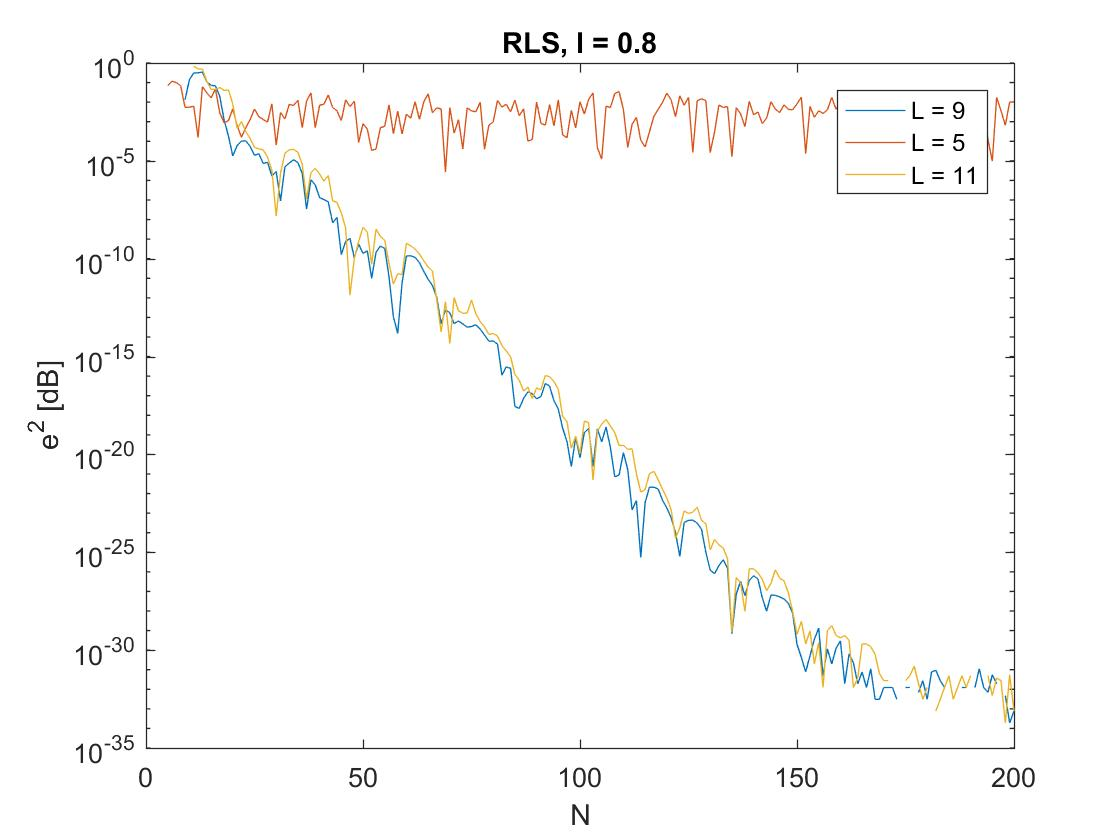 RLS, l = 0.8
10^0
10^-5
10^-10
10^-15
10^-20
10^-25
10^-30
10^-35
e^2 [dB]
L = 9
L = 5
L = 11
0 50 100 150 200
N